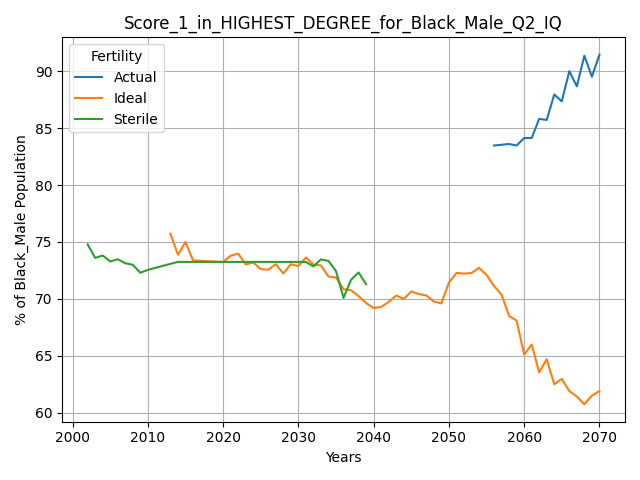 Score_1_in_HIGHEST_DEGREE_for_Black_Male_Q2_IQ
% of Black_Male Population
90
85
80
75
70
65
60
Fertility
Actual
Ideal
Sterile
2000 2010 2020 2030 2040 2050 2060 2070
Years